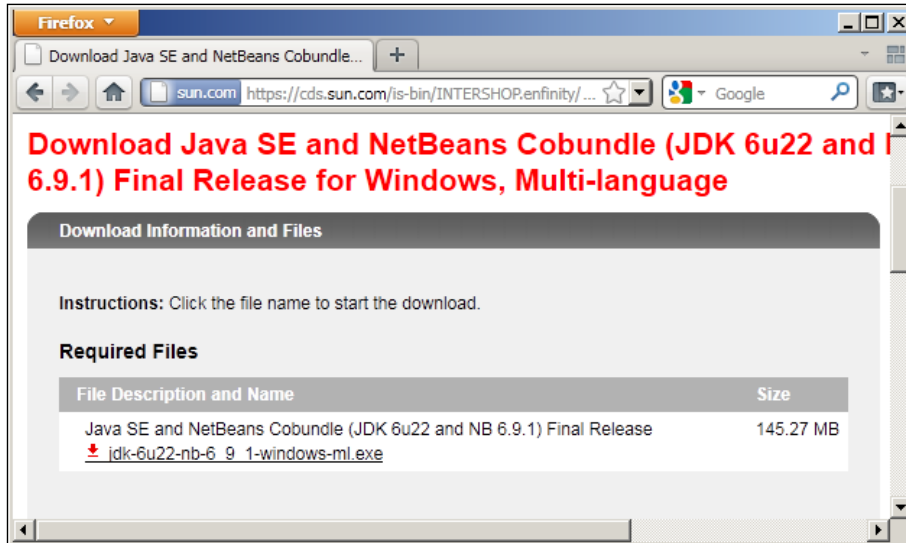 Firefox
Download Java SE and NetBeans Cobundle...
sun.com https://cds.sun.com/is-bin/INTERSHOP.enfinity/ ... Google
Download Java SE and NetBeans Cobundle (JDK 6u22 and
6.9.1) Final Release for Windows, Multi-language
Download Information and Files
Instructions: Click the file name to start the download.
Required Files
File Description and Name Size
Java SE and NetBeans Cobundle (JDK 6u22 and NB 6.9.1) Final Release 145.27 MB
jdk-6u22-nb-6_9_1-windows-ml.exe